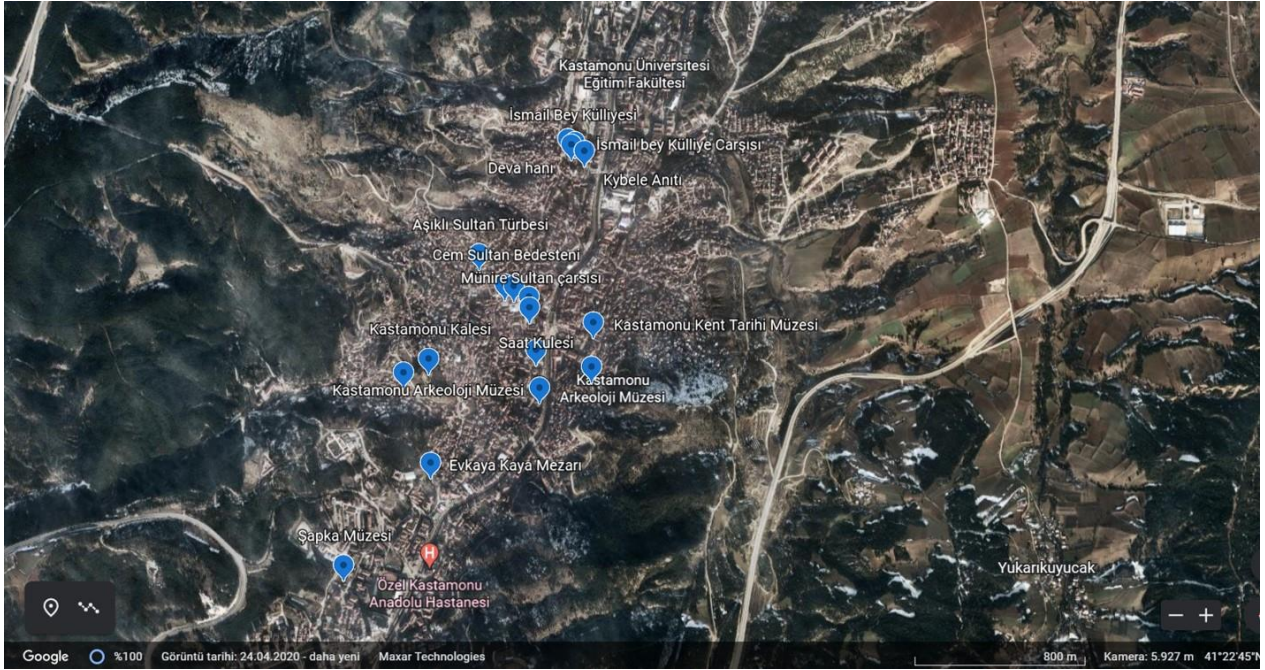 Kastamonu Üniversitesi
Eğitim Fakültesi
İsmail Bey Külliyesi
İsmail bey Külliye Çarşısı
Deva hanı
Kybele Anıtı
Aşıklı Sultan Türbesi
Cem Sultan Bedesteni
Münire Sultan çarsısı
Kastamonu Kalesi
Kastamonu Kent Tarihi Müzesi
Saat Kulesi
Kastamonu Arkeoloji Müzesi
Kastamonu
Arkeoloji Müzesi
Evkaya Kaya Mezarı
Şapka Müzesi
H
Özel Kastamonu
Anadolu Hastanesi
Yukarıkuyucak
Google %100 Görüntü tarihi: 24.04.2020 - daha yeni Maxar Technologies 800 m Kamera: 5.927 m 41°22'45"N